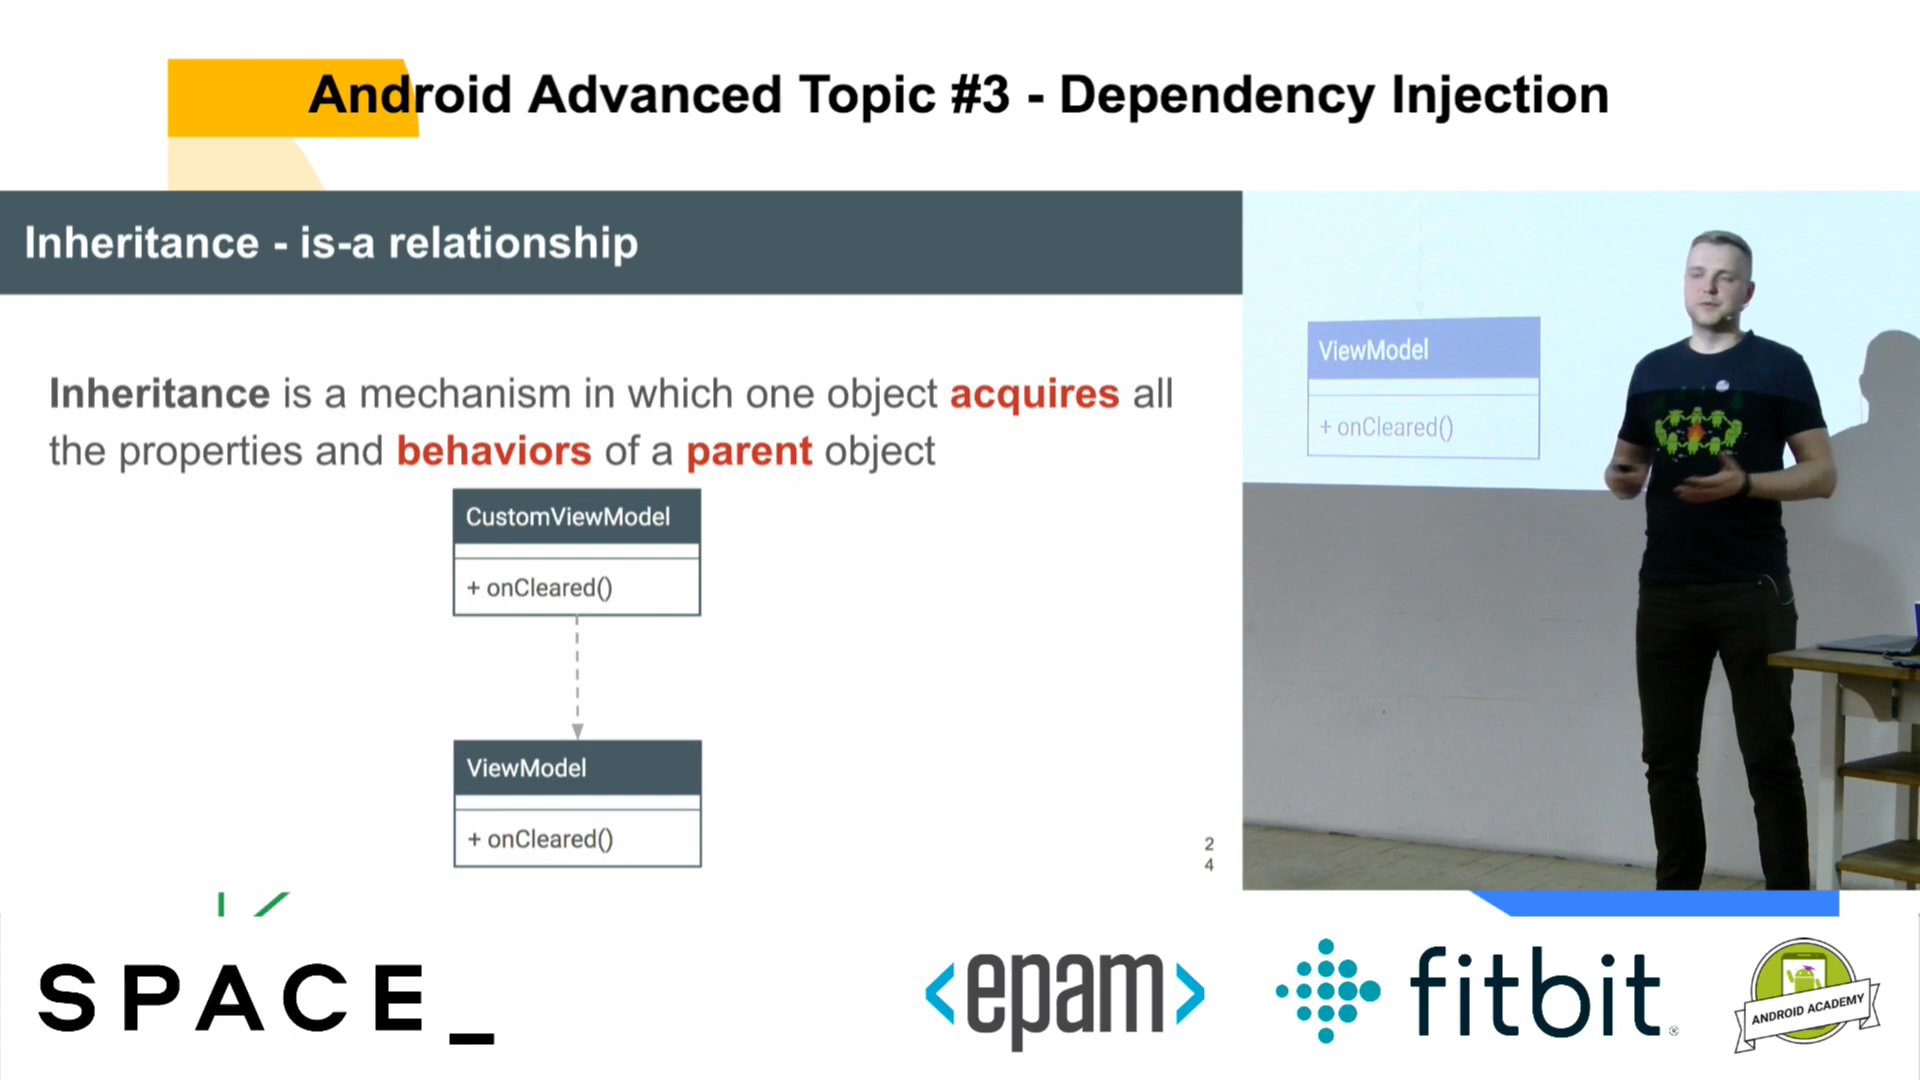 Android Advanced Topic #3 - Dependency Injection
Inheritance - is-a relationship
Inheritance is a mechanism in which one object acquires all
the properties and behaviors of a parent object
CustomViewModel
+ onCleared()
ViewModel
+ onCleared()
2
4
ViewModel
+ onCleared()
SPACE_
<epam>
fitbit®
ANDROID ACADEMY